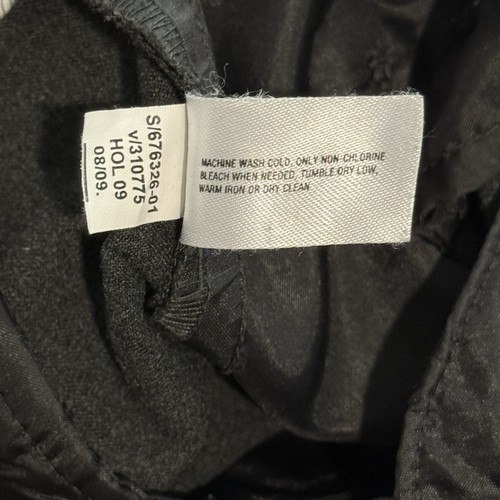 S/676326-01
V/310775
HOL 09
08/09.
MACHINE WASH COLD, ONLY NON-CHLORINE
BLEACH WHEN NEEDED, TUMBLE DRY LOW,
WARM IRON OR DRY CLEAN.